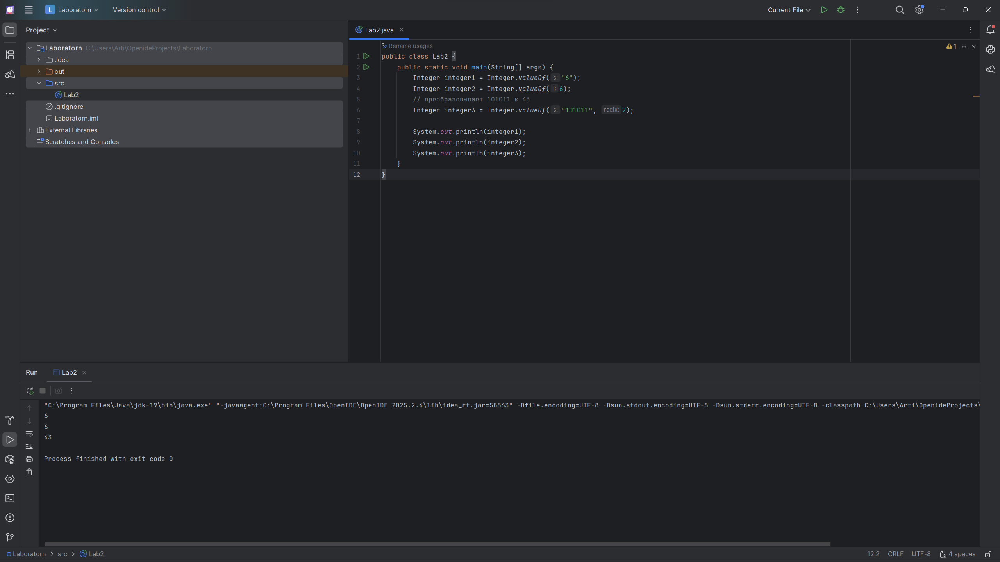 L Laboratorn Version control Current File
Project
Laboratorn C:\Users\Arti\OpenideProjects\Laboratorn
.idea
out
src
Lab2
.gitignore
Laboratorn.iml
External Libraries
Scratches and Consoles
Lab2.java
Rename usages
1
1 public class Lab2 {
2 public static void main(String[] args) {
3 Integer integer1 = Integer.valueOf( s: "6");
4 Integer integer2 = Integer.valueOf( i: 6);
5 // преобразовывает 101011 к 43
6 Integer integer3 = Integer.valueOf( s: "101011", radix: 2);
7
8 System.out.println(integer1);
9 System.out.println(integer2);
10 System.out.println(integer3);
11 }
12 }
Run Lab2
"C:\Program Files\Java\jdk-19\bin\java.exe" "-javaagent:C:\Program Files\OpenIDE\OpenIDE 2025.2.4\lib\idea_rt.jar=58863" -Dfile.encoding=UTF-8 -Dsun.stdout.encoding=UTF-8 -Dsun.stderr.encoding=UTF-8 -classpath C:\Users\Arti\OpenideProjects\
6
6
43
Process finished with exit code 0
Laboratorn > src > Lab2 12:2 CRLF UTF-8 4 spaces